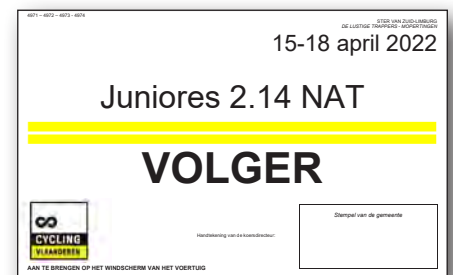 4971 – 4972 – 4973 - 4974
STER VAN ZUID-LIMBURG
DE LUSTIGE TRAPPERS - MOPERTINGEN
15-18 april 2022
Juniores 2.14 NAT
VOLGER
CYCLING
VLAANDEREN
Handtekening van de koersdirecteur:
Stempel van de gemeente
AAN TE BRENGEN OP HET WINDSCHERM VAN HET VOERTUIG